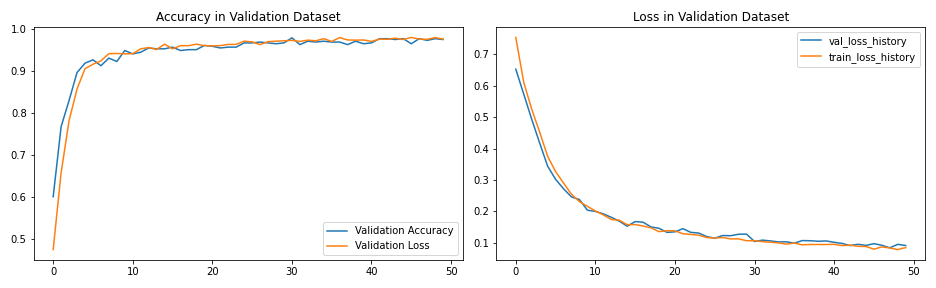 Accuracy in Validation Dataset
1.0
0.9
0.8
0.7
0.6
0.5
0 10 20 30 40 50
Validation Accuracy
Validation Loss
Loss in Validation Dataset
0.7
0.6
0.5
0.4
0.3
0.2
0.1
0 10 20 30 40 50
val_loss_history
train_loss_history